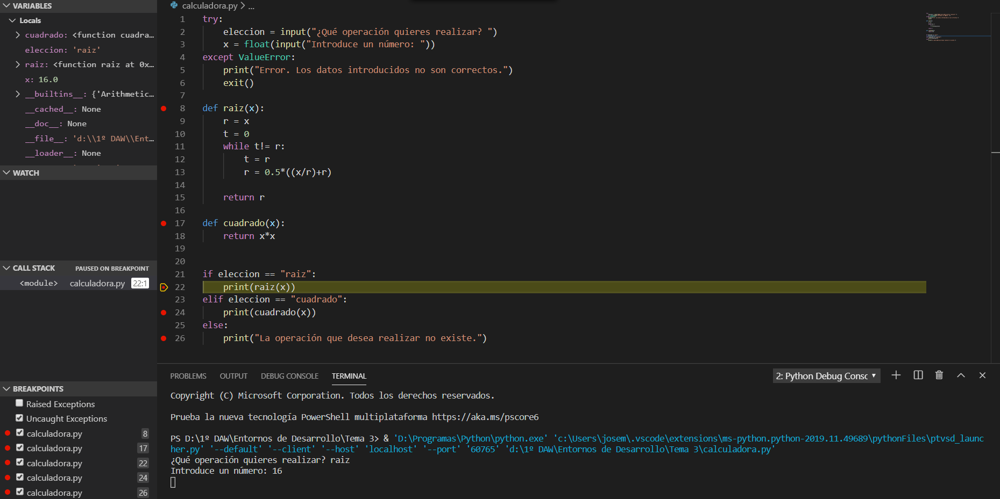 VARIABLES
Locals
cuadrado: <function cuadra...
eleccion: 'raiz'
raiz: <function raiz at 0x...
x: 16.0
__builtins__: {'Arithmetic...
__cached__: None
__doc__: None
__file__: 'd:\\1º DAW\\Ent...
__loader__: None
WATCH
CALL STACK PAUSED ON BREAKPOINT
<module> calculadora.py 22:1
BREAKPOINTS
Raised Exceptions
Uncaught Exceptions
calculadora.py 8
calculadora.py 17
calculadora.py 22
calculadora.py 24
calculadora.py 26
calculadora.py > ...
1 try:
2     eleccion = input("¿Qué operación quieres realizar? ")
3     x = float(input("Introduce un número: "))
4 except ValueError:
5     print("Error. Los datos introducidos no son correctos.")
6     exit()
7
8 def raiz(x):
9     r = x
10     t = 0
11     while t!= r:
12         t = r
13         r = 0.5*((x/r)+r)
14
15     return r
16
17 def cuadrado(x):
18     return x*x
19
20
21 if eleccion == "raiz":
22     print(raiz(x))
23 elif eleccion == "cuadrado":
24     print(cuadrado(x))
25 else:
26     print("La operación que desea realizar no existe.")
PROBLEMS OUTPUT DEBUG CONSOLE TERMINAL 2: Python Debug Consc
Copyright (C) Microsoft Corporation. Todos los derechos reservados.
Prueba la nueva tecnología PowerShell multiplataforma https://aka.ms/pscore6
PS D:\1º DAW\Entornos de Desarrollo\Tema 3> & 'D:\Programas\Python\python.exe' 'c:\Users\josem\.vscode\extensions\ms-python.python-2019.11.49689\pythonFiles\ptvsd_launc
her.py' '--default' '--client' '--host' 'localhost' '--port' '60765' 'd:\1º DAW\Entornos de Desarrollo\Tema 3\calculadora.py'
¿Qué operación quieres realizar? raiz
Introduce un número: 16